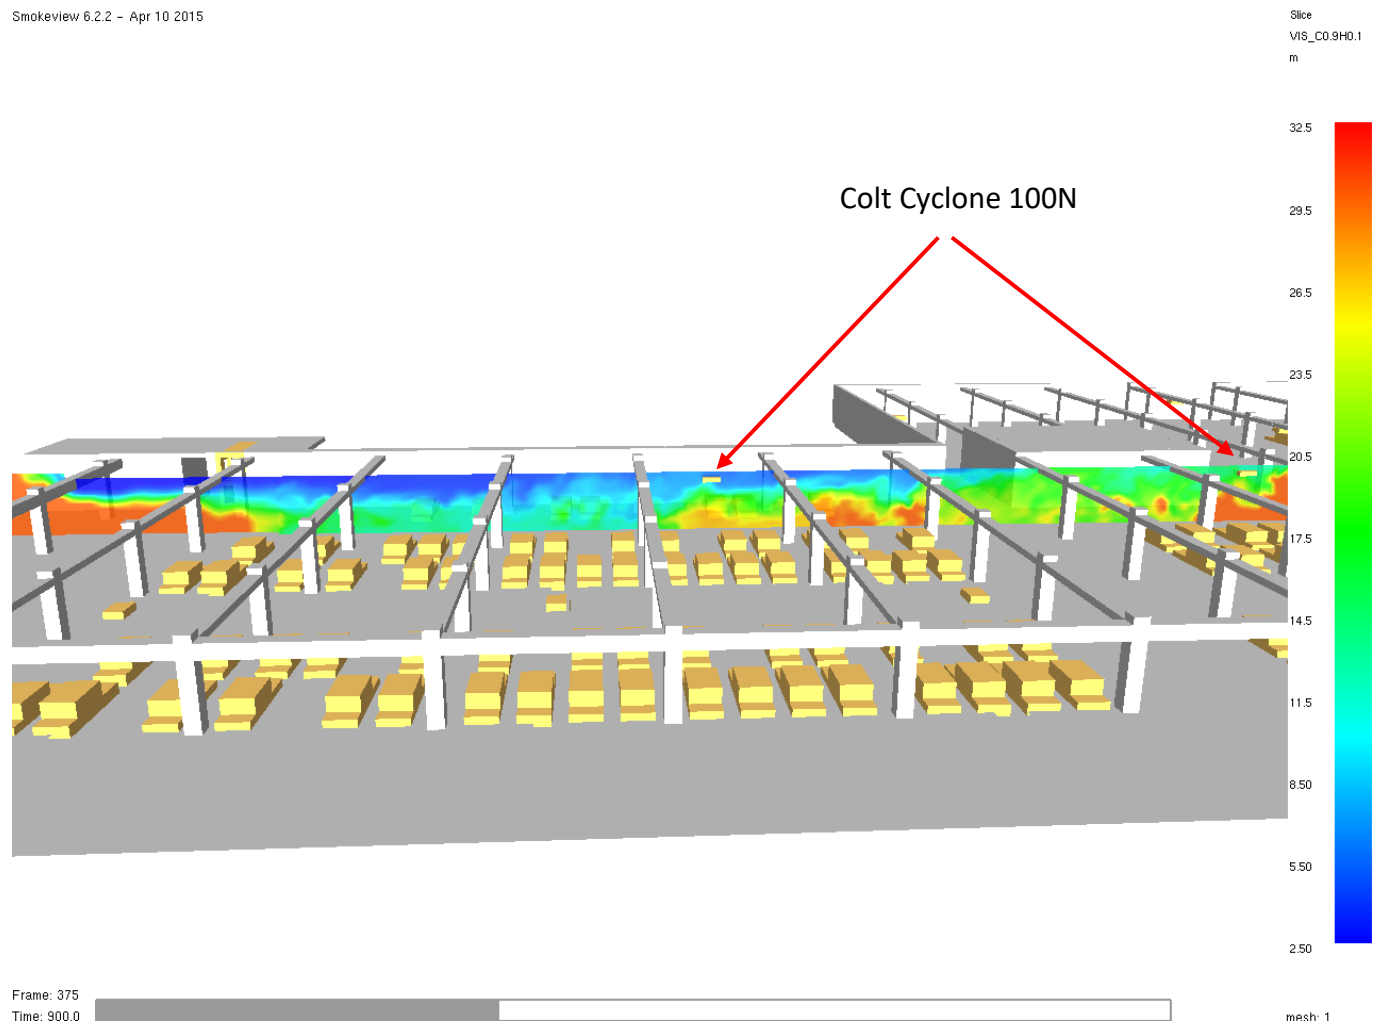 Smokeview 6.2.2 - Apr 10 2015
Slice
VIS_C0.9H0.1
m
32.5
Colt Cyclone 100N
29.5
26.5
23.5
20.5
17.5
14.5
11.5
8.50
5.50
2.50
Frame: 375
Time: 900.0
mesh: 1